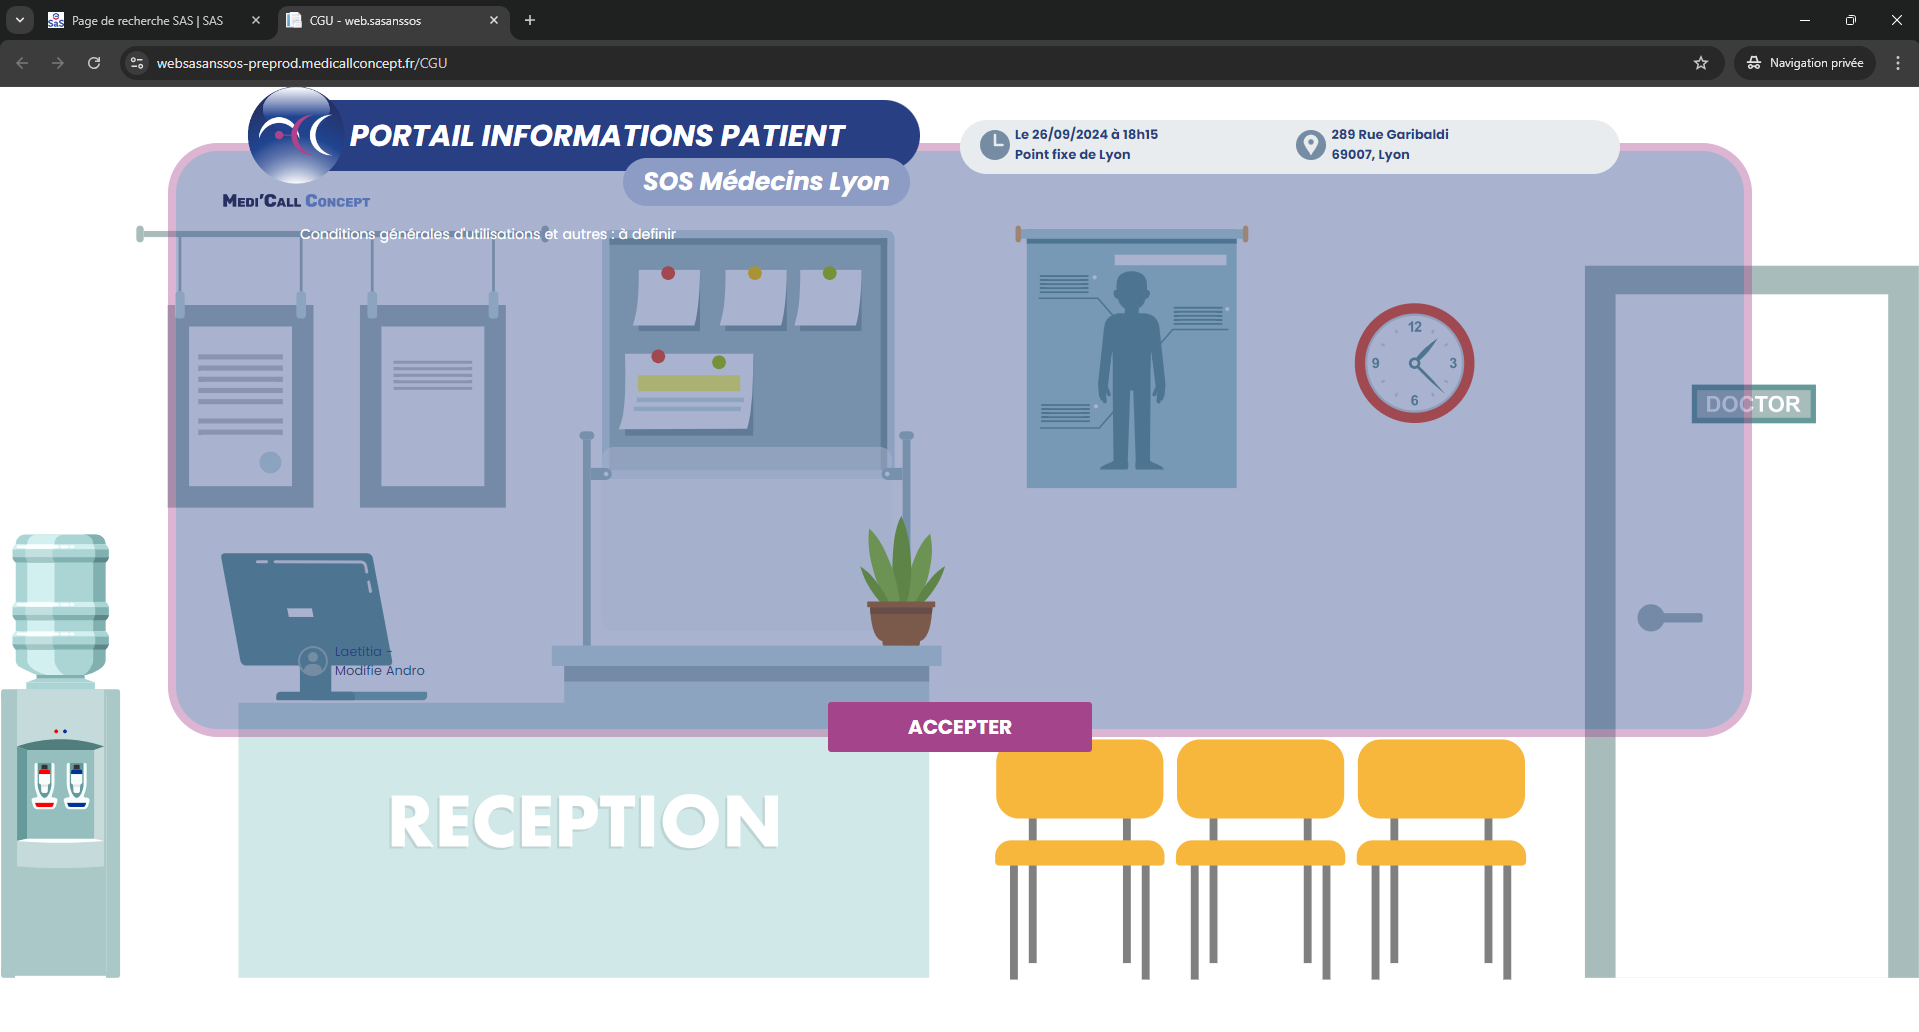 Page de recherche SAS | SAS
CGU - web.sasanssos
websasanssos-preprod.medicallconcept.fr/CGU
Navigation privée
PORTAIL INFORMATIONS PATIENT
SOS Médecins Lyon
MEDI'CALL CONCEPT
Le 26/09/2024 à 18h15
Point fixe de Lyon
289 Rue Garibaldi
69007, Lyon
Conditions générales d'utilisations et autres : à definir
12
9
3
6
DOCTOR
Laetitia -
Modifie Andro
ACCEPTER
RECEPTION